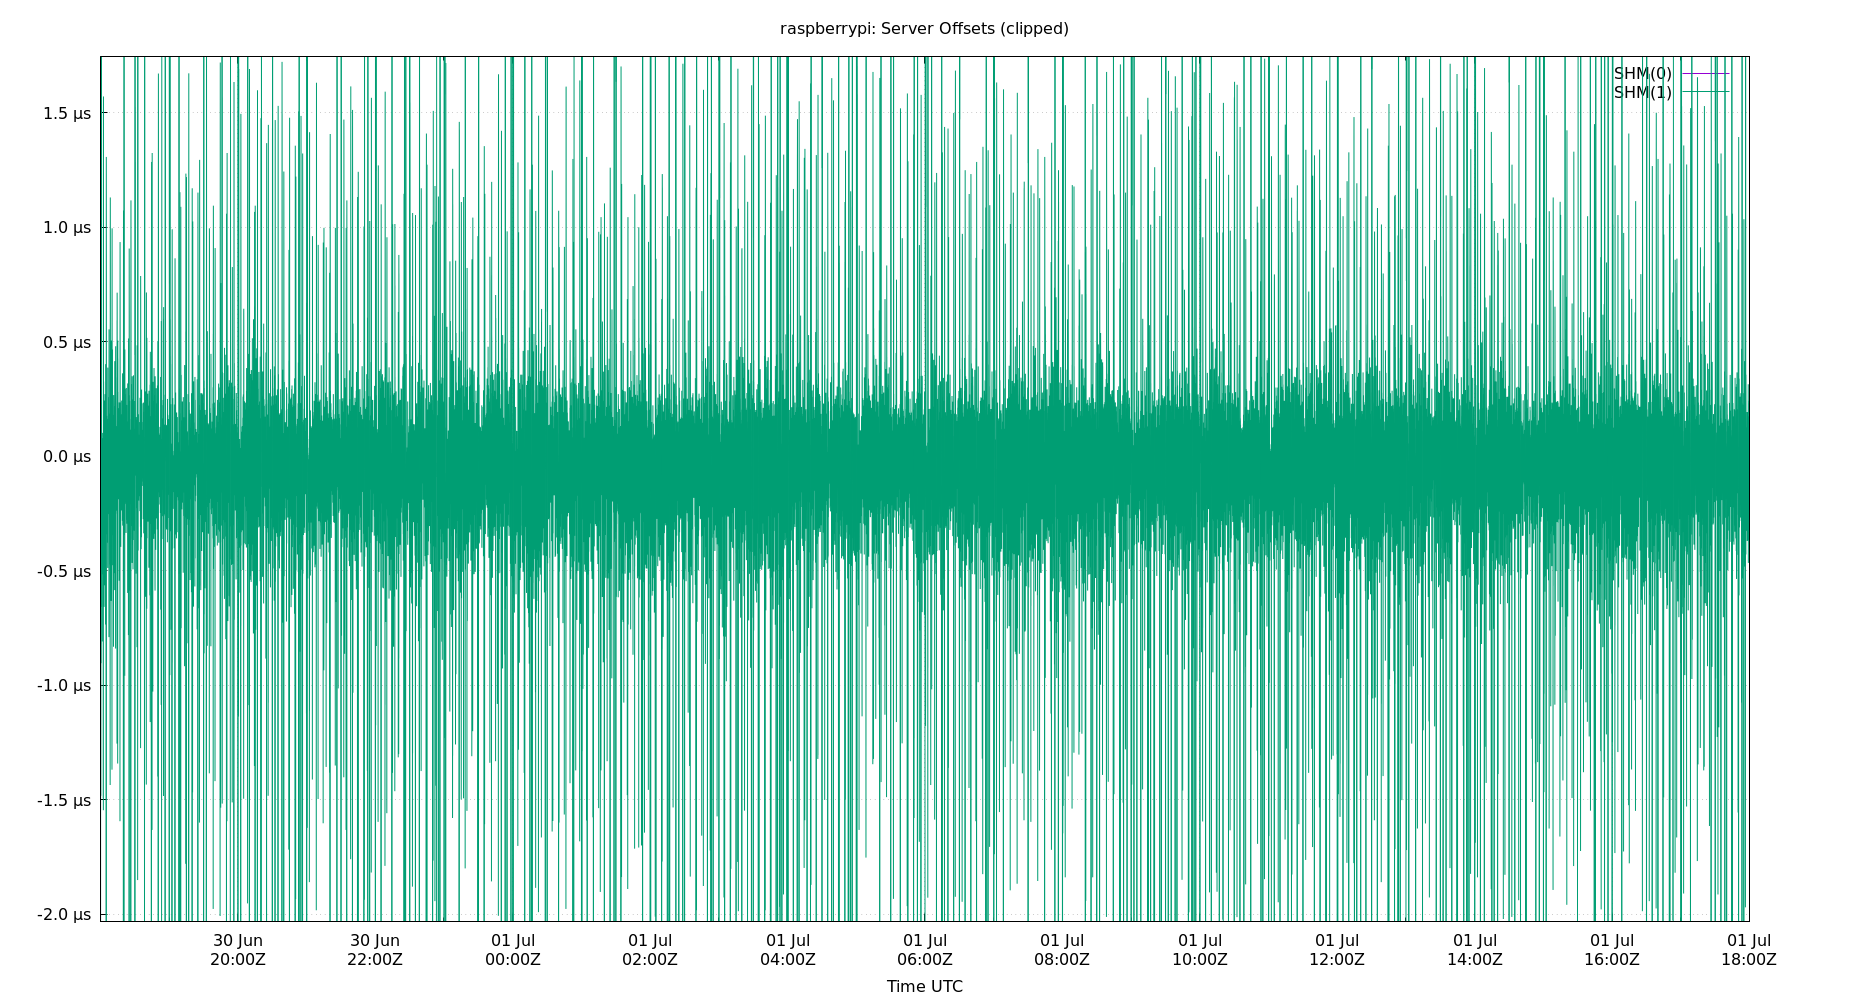 raspberrypi: Server Offsets (clipped)
SHM(0)
SHM(1)
1.5 µs
1.0 µs
0.5 µs
0.0 µs
-0.5 µs
-1.0 µs
-1.5 µs
-2.0 µs
30 Jun 30 Jun 01 Jul 01 Jul 01 Jul 01 Jul 01 Jul 01 Jul 01 Jul 01 Jul 01 Jul 01 Jul
20:00Z 22:00Z 00:00Z 02:00Z 04:00Z 06:00Z 08:00Z 10:00Z 12:00Z 14:00Z 16:00Z 18:00Z
Time UTC